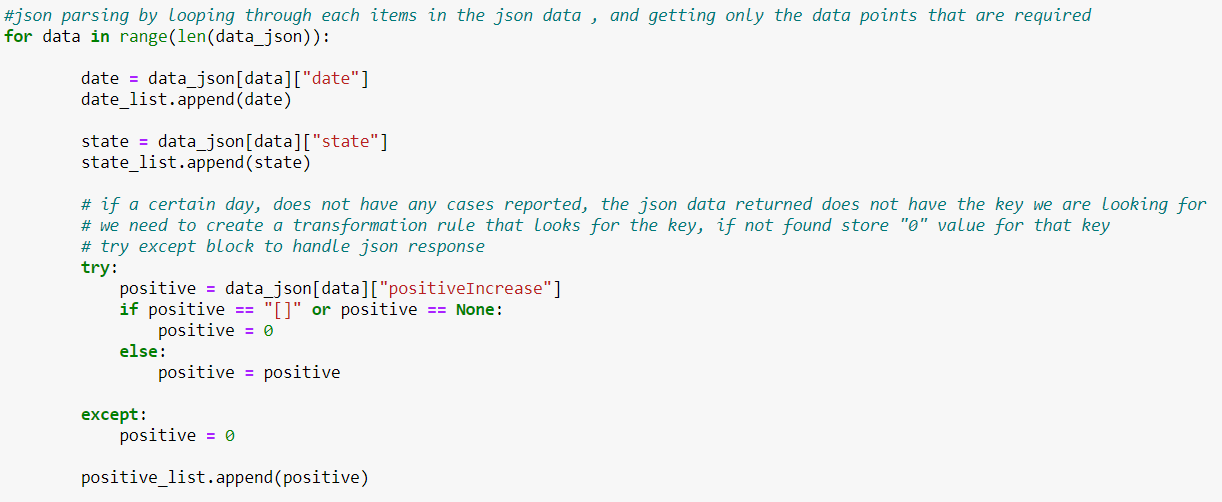 #json parsing by looping through each items in the json data , and getting only the data points that are required
for data in range(len(data_json)):
date = data_json[data]["date"]
date_list.append(date)
state = data_json[data]["state"]
state_list.append(state)
# if a certain day, does not have any cases reported, the json data returned does not have the key we are looking for
# we need to create a transformation rule that looks for the key, if not found store "0" value for that key
# try except block to handle json response
try:
positive = data_json[data]["positiveIncrease"]
if positive == "[]" or positive == None:
positive = 0
else:
positive = positive
except:
positive = 0
positive_list.append(positive)